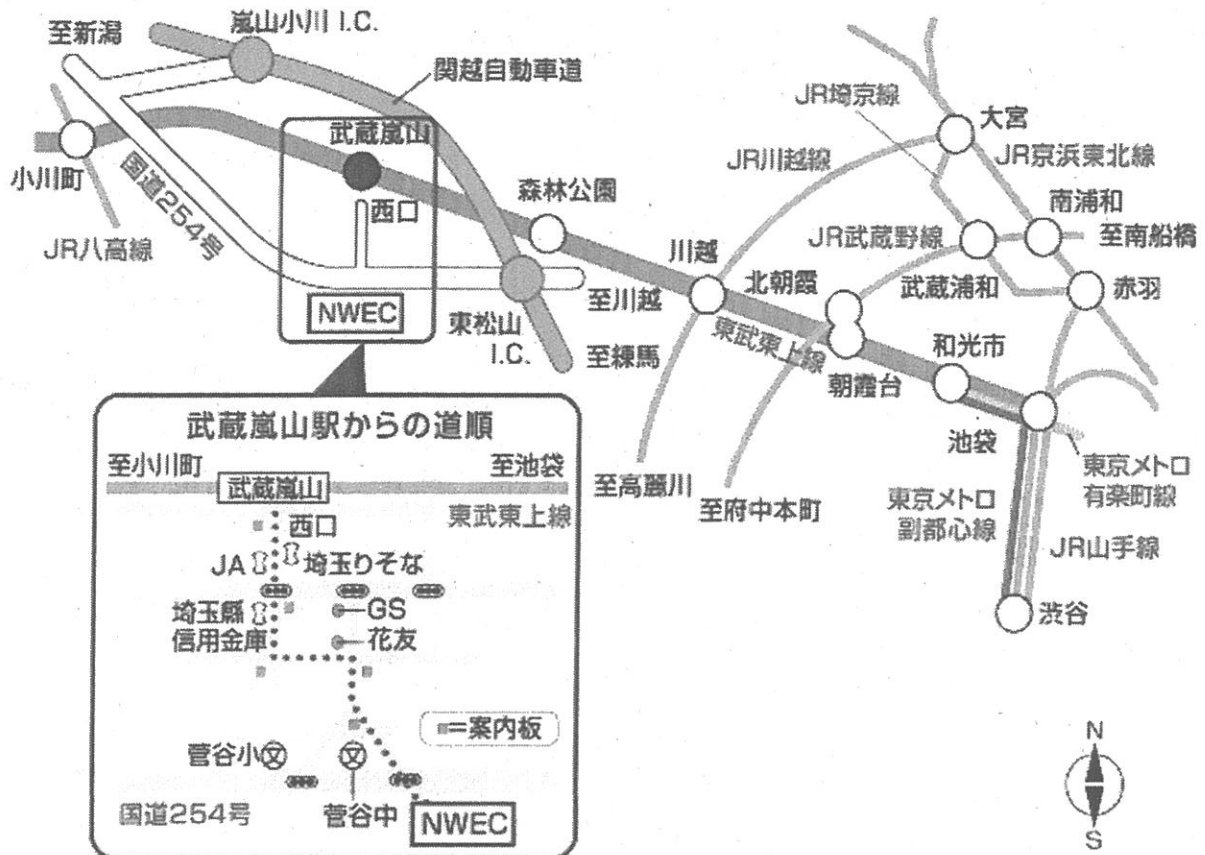 至新潟
嵐山小川 I.C.
関越自動車道
武蔵嵐山
小川町
国道254号
西口
森林公園
JR八高線
NWEC
東松山
I.C.
至川越
至練馬
川越
JR埼京線
大宮
JR川越線
JR京浜東北線
南浦和
JR武蔵野線
至南船橋
北朝霞
武蔵浦和
赤羽
東武東上線
和光市
朝霞台
池袋
至高麗川
至府中本町
東京メトロ
副都心線
東京メトロ
有楽町線
JR山手線
渋谷
武蔵嵐山駅からの道順
至小川町
至池袋
武蔵嵐山
西口
東武東上線
JA
埼玉りそな
埼玉縣
信用金庫
GS
花友
=案内板
菅谷小
文
文
国道254号
菅谷中
NWEC
N
S